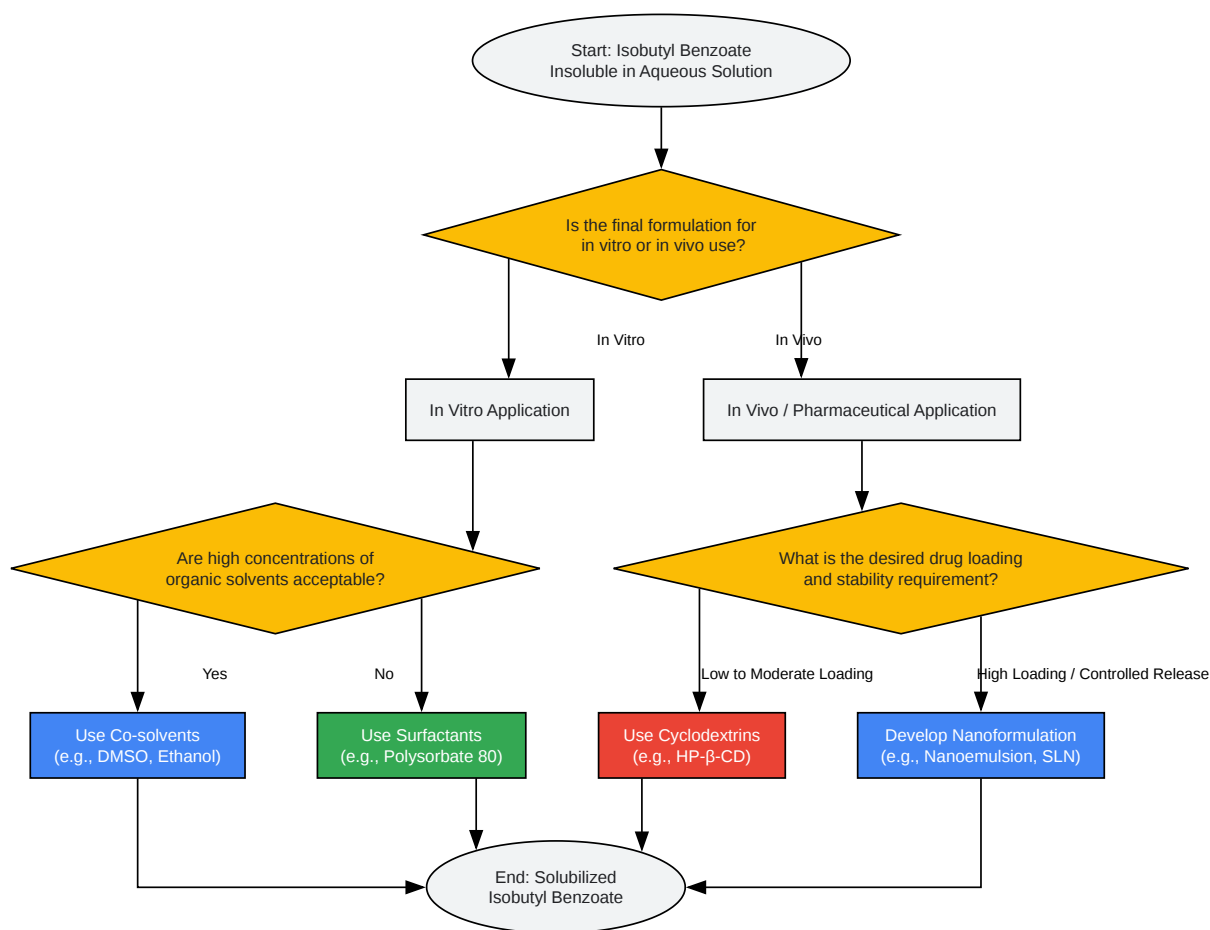 Start: Isobutyl Benzoate
Insoluble in Aqueous Solution
Is the final formulation for
in vitro or in vivo use?
In Vitro
In Vivo
In Vitro Application
In Vivo / Pharmaceutical Application
Are high concentrations of
organic solvents acceptable?
What is the desired drug loading
and stability requirement?
Yes
No
Low to Moderate Loading
High Loading / Controlled Release
Use Co-solvents
(e.g., DMSO, Ethanol)
Use Surfactants
(e.g., Polysorbate 80)
Use Cyclodextrins
(e.g., HP-β-CD)
Develop Nanoformulation
(e.g., Nanoemulsion, SLN)
End: Solubilized
Isobutyl Benzoate